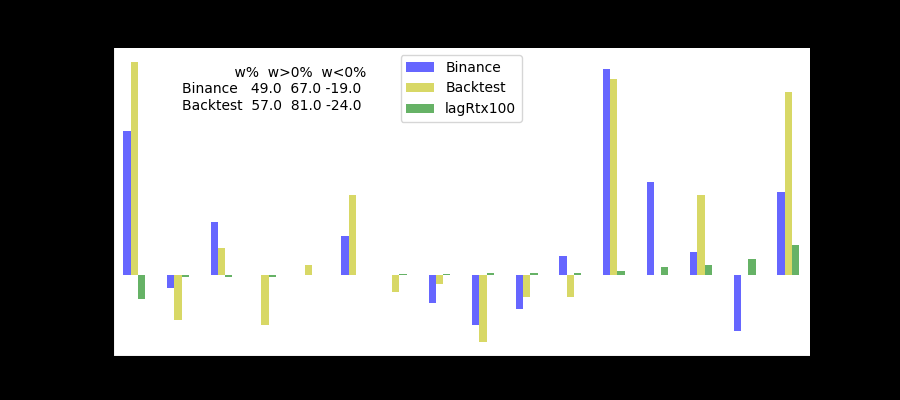 w%  w>0%  w<0%
Binance   49.0  67.0 -19.0
Backtest  57.0  81.0 -24.0
Binance
Backtest
lagRtx100